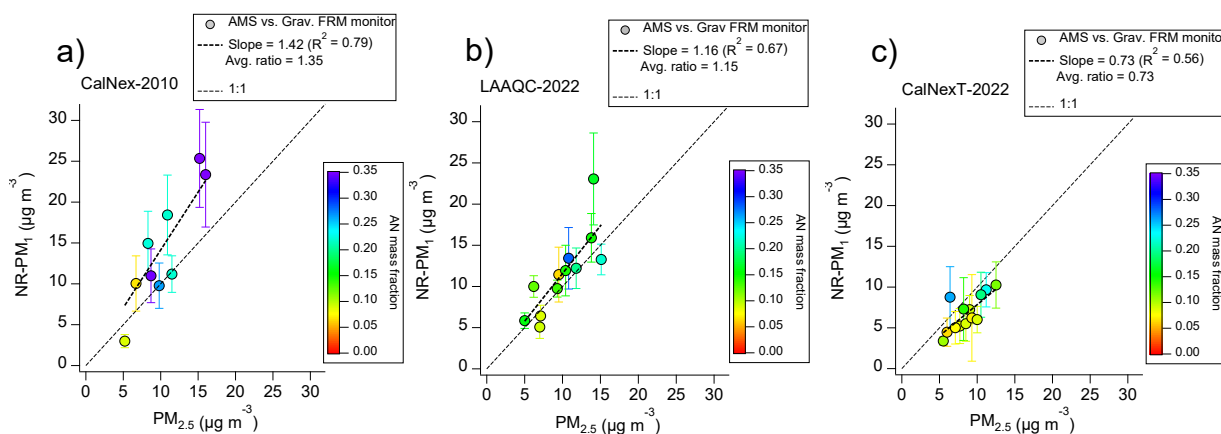 a)
CalNex-2010
AMS vs. Grav. FRM monitor
Slope = 1.42 (R² = 0.79)
Avg. ratio = 1.35
1:1
NR-PM₁ (µg m⁻³)
30
25
20
15
10
5
0
0 5 10 15 20 25 30
PM₂.₅ (µg m⁻³)
0.35
0.30
0.25
0.20
0.15
0.10
0.05
0.00
AN mass fraction
b)
LAAQC-2022
AMS vs. Grav FRM monitor
Slope = 1.16 (R² = 0.67)
Avg. ratio = 1.15
1:1
NR-PM₁ (µg m⁻³)
30
25
20
15
10
5
0
0 5 10 15 20 25 30
PM₂.₅ (µg m⁻³)
0.35
0.30
0.25
0.20
0.15
0.10
0.05
0.00
AN mass fraction
c)
CalNexT-2022
AMS vs. Grav. FRM monitor
Slope = 0.73 (R² = 0.56)
Avg. ratio = 0.73
1:1
NR-PM₁ (µg m⁻³)
30
25
20
15
10
5
0
0 5 10 15 20 25 30
PM₂.₅ (µg m⁻³)
0.35
0.30
0.25
0.20
0.15
0.10
0.05
0.00
AN mass fraction